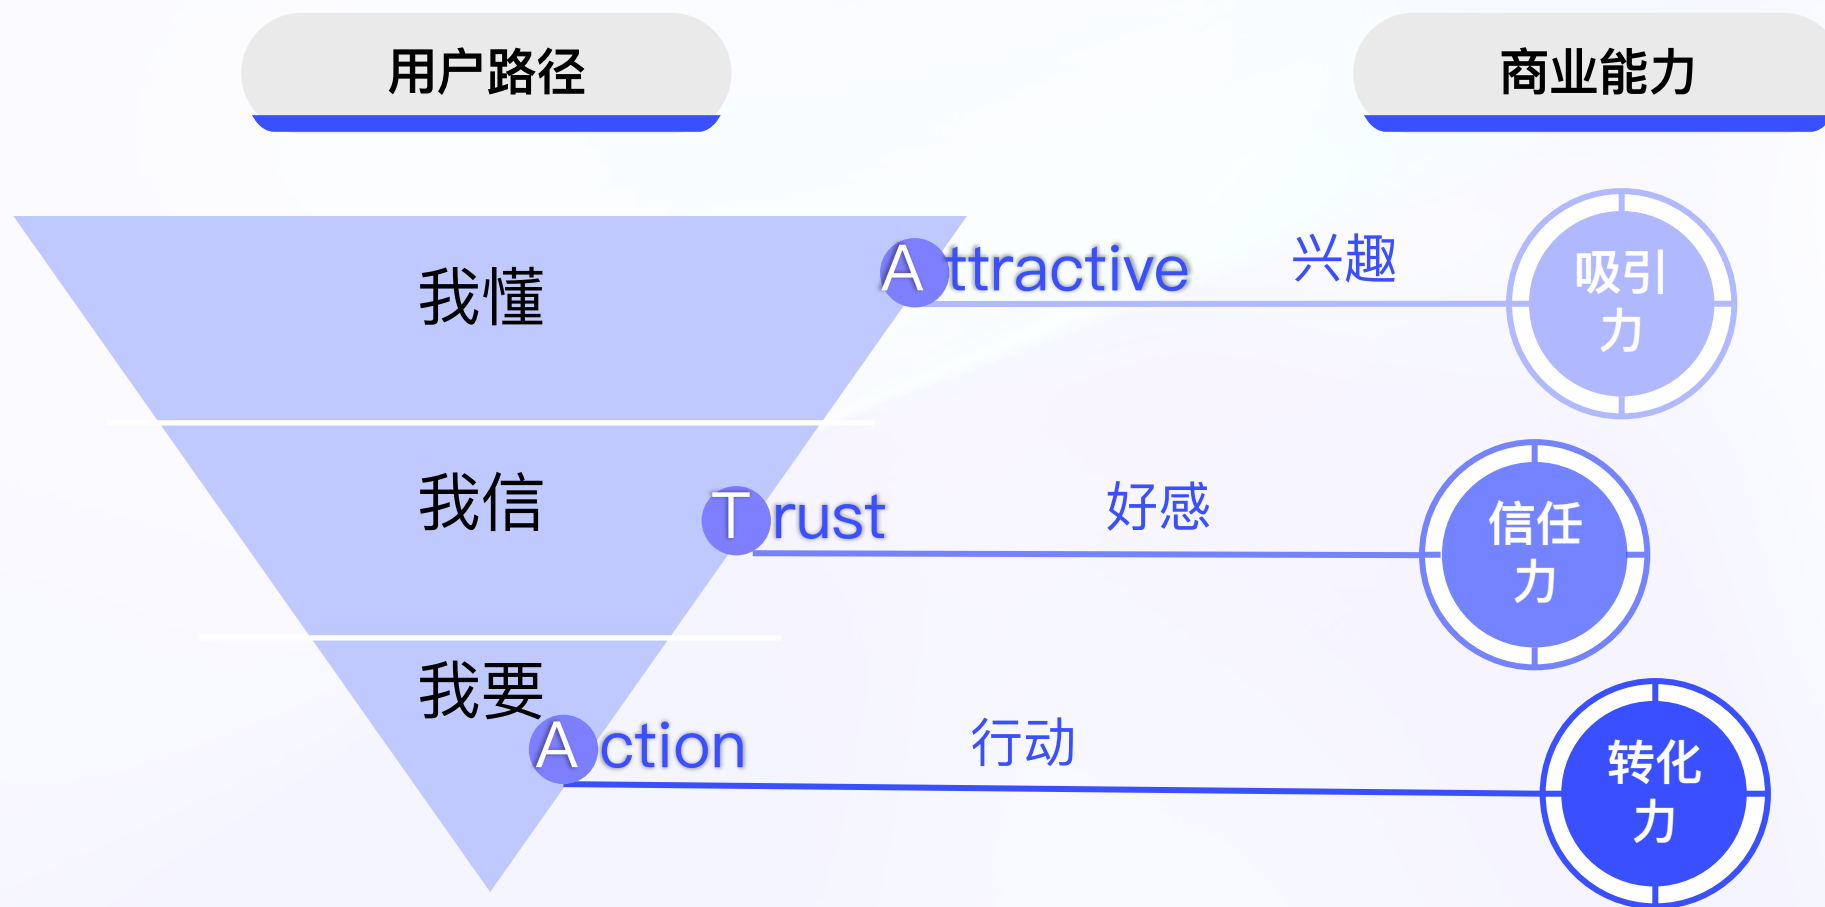 用户路径
商业能力
我懂
Attractive
兴趣
吸引
力
我信
Trust
好感
信任
力
我要
Action
行动
转化
力